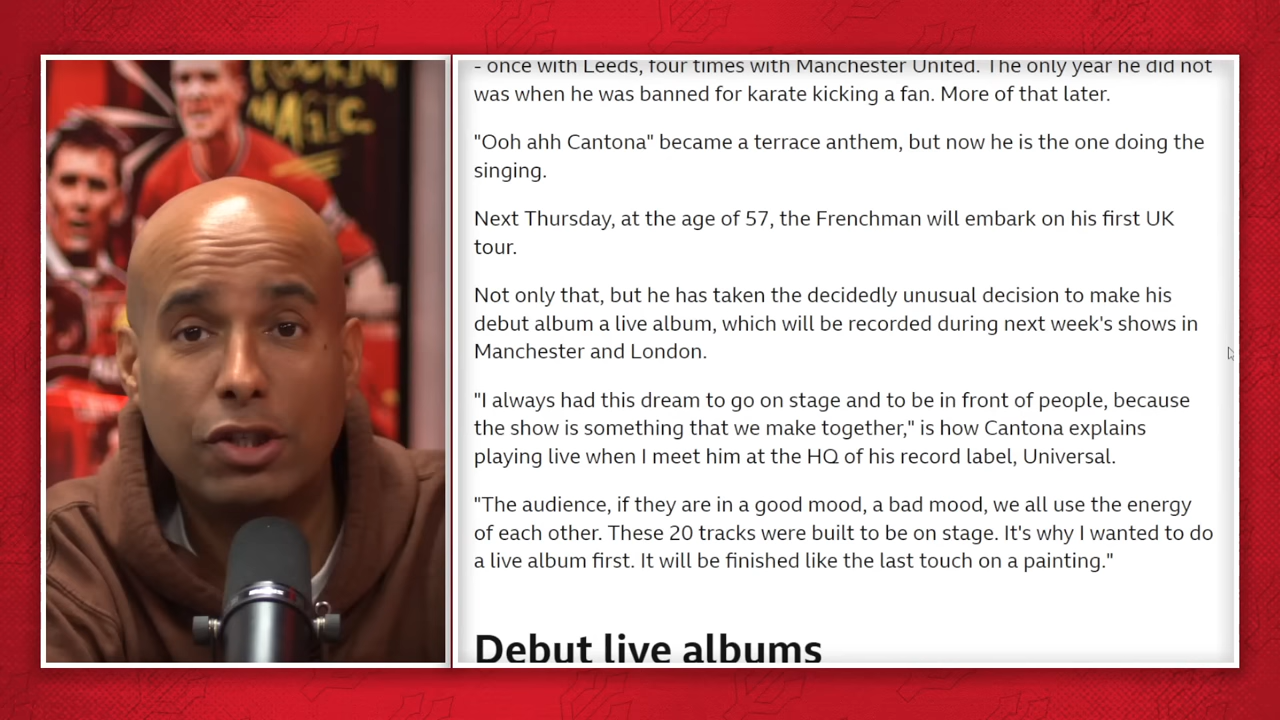 ROCKIN'
MAGIC.
- once with Leeds, four times with Manchester United. The only year he did not
was when he was banned for karate kicking a fan. More of that later.
"Ooh ahh Cantona" became a terrace anthem, but now he is the one doing the
singing.
Next Thursday, at the age of 57, the Frenchman will embark on his first UK
tour.
Not only that, but he has taken the decidedly unusual decision to make his
debut album a live album, which will be recorded during next week's shows in
Manchester and London.
"I always had this dream to go on stage and to be in front of people, because
the show is something that we make together," is how Cantona explains
playing live when I meet him at the HQ of his record label, Universal.
"The audience, if they are in a good mood, a bad mood, we all use the energy
of each other. These 20 tracks were built to be on stage. It's why I wanted to do
a live album first. It will be finished like the last touch on a painting."
Debut live albums